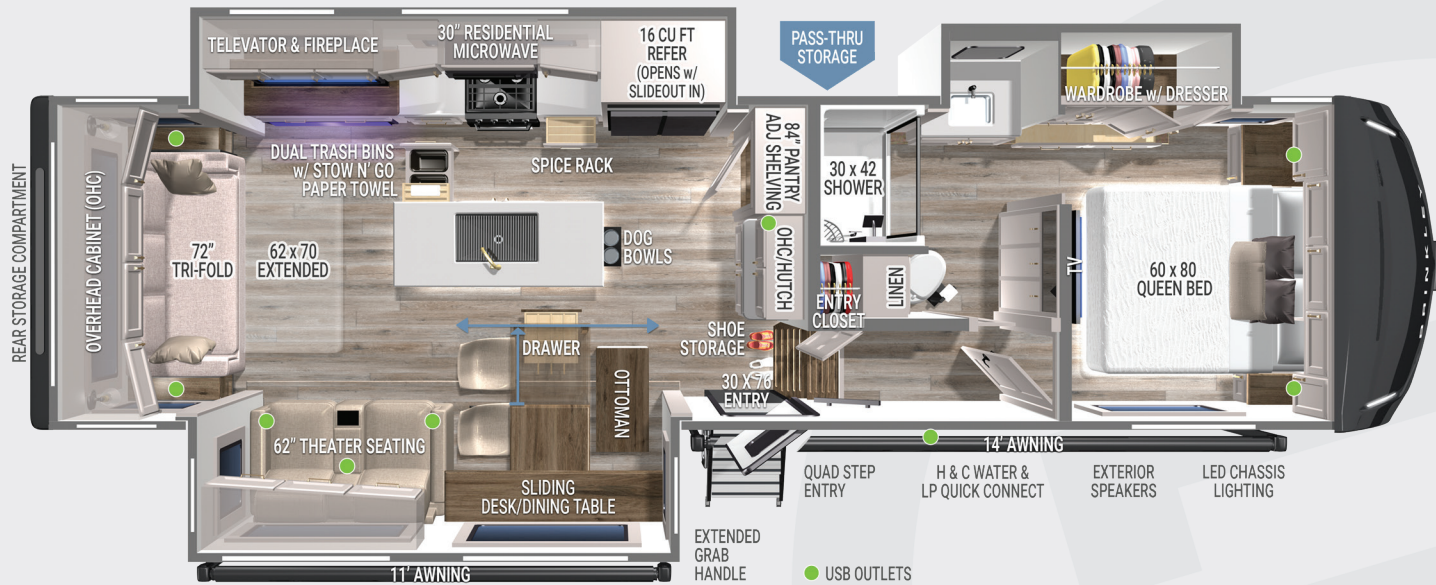 TELEVATOR & FIREPLACE
30" RESIDENTIAL
MICROWAVE
16 CU FT
REFER
(OPENS w/
SLIDEOUT IN)
PASS-THRU
STORAGE
WARDROBE w/ DRESSER
REAR STORAGE COMPARTMENT
OVERHEAD CABINET (OHC)
DUAL TRASH BINS
w/ STOW N' GO
PAPER TOWEL
SPICE RACK
84" PANTRY
ADJ SHELVING
30 x 42
SHOWER
72"
TRI-FOLD
62 x 70
EXTENDED
DOG
BOWLS
OHC/HUTCH
ENTRY
CLOSET
LINEN
TV
60 x 80
QUEEN BED
BRINKLEY
DRAWER
OTTOMAN
SHOE
STORAGE
30 X 76
ENTRY
62" THEATER SEATING
SLIDING
DESK/DINING TABLE
14' AWNING
QUAD STEP
ENTRY
H & C WATER &
LP QUICK CONNECT
EXTERIOR
SPEAKERS
LED CHASSIS
LIGHTING
EXTENDED
GRAB
HANDLE
11' AWNING
USB OUTLETS